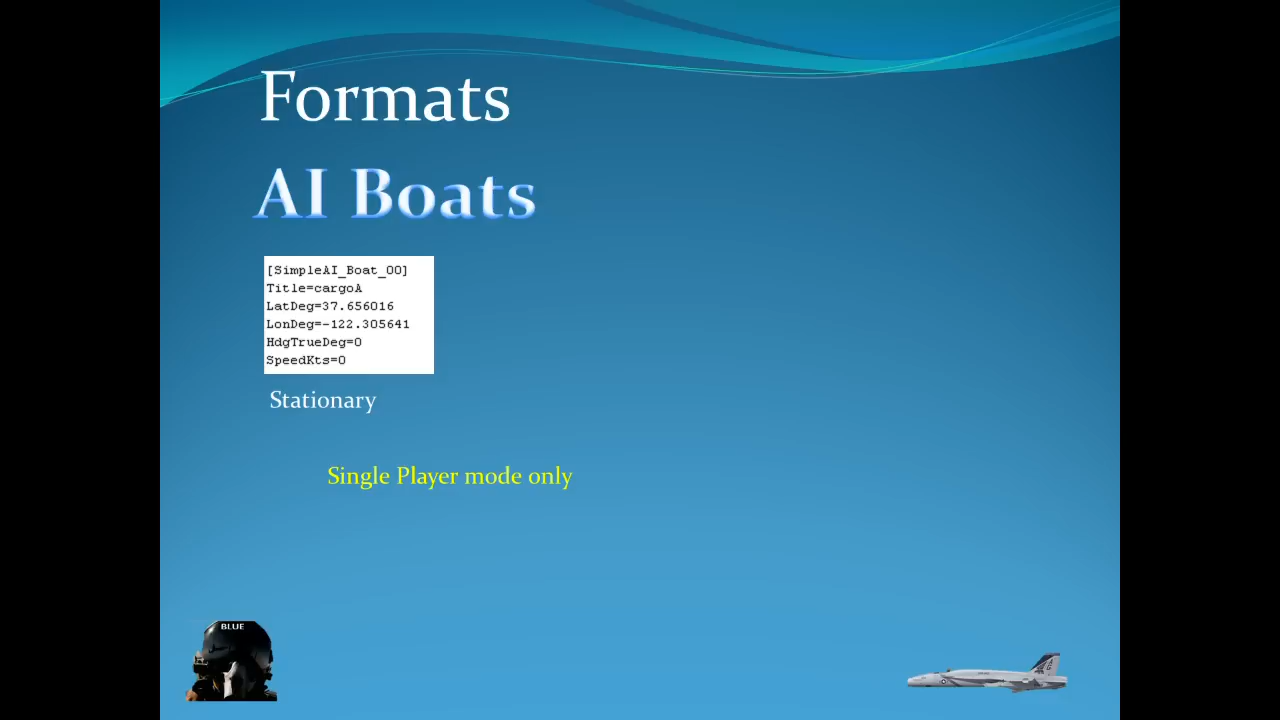 Formats
AI Boats
[SimpleAI_Boat_00]
Title=cargoA
LatDeg=37.656016
LonDeg=-122.305641
HdgTrueDeg=0
SpeedKts=0
Stationary
Single Player mode only
BLUE